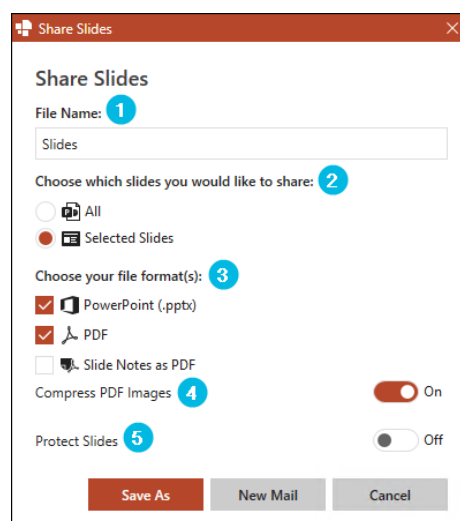 Share Slides
Share Slides
File Name: 1
Slides
Choose which slides you would like to share: 2
All
Selected Slides
Choose your file format(s): 3
PowerPoint (.pptx)
PDF
Slide Notes as PDF
Compress PDF Images 4 On
Protect Slides 5 Off
Save As New Mail Cancel